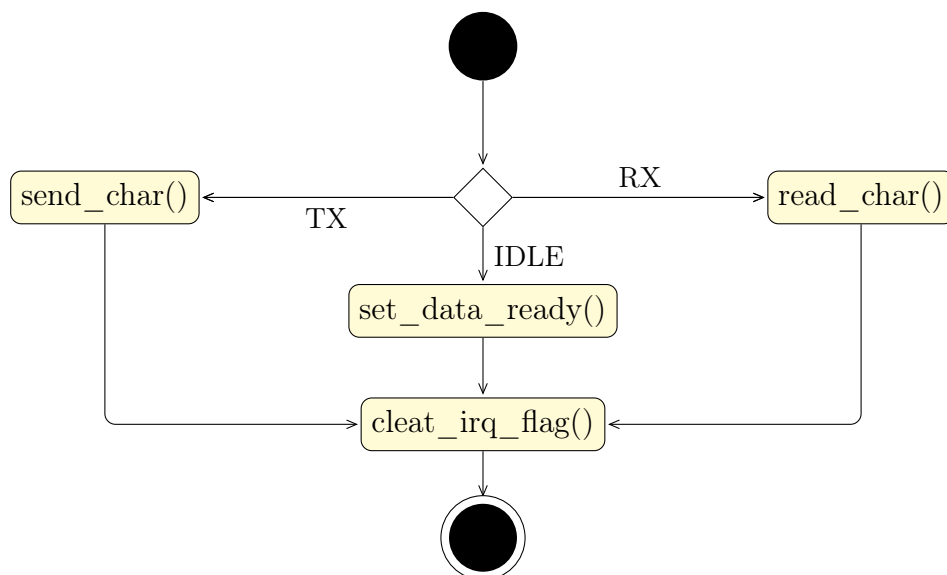 RX
send_char()
read_char()
TX
IDLE
set_data_ready()
cleat_irq_flag()